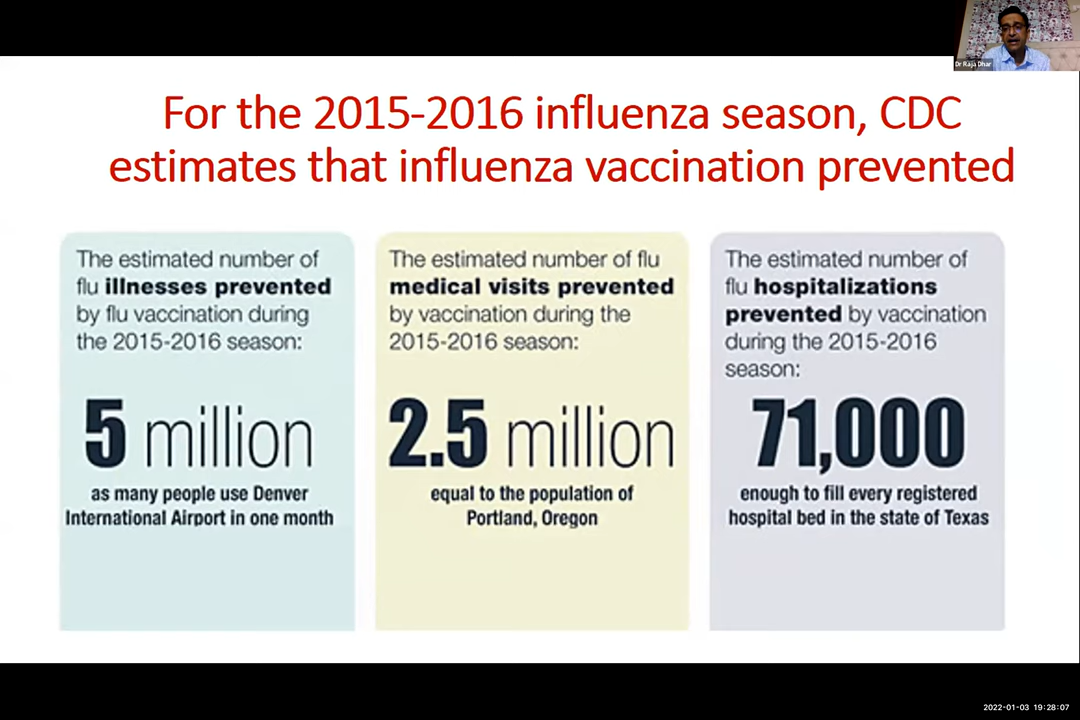 Dr Raja Dhar
For the 2015-2016 influenza season, CDC
estimates that influenza vaccination prevented
The estimated number of
flu illnesses prevented
by flu vaccination during
the 2015-2016 season:
5 million
as many people use Denver
International Airport in one month
The estimated number of flu
medical visits prevented
by vaccination during the
2015-2016 season:
2.5 million
equal to the population of
Portland, Oregon
The estimated number of
flu hospitalizations
prevented by vaccination
during the 2015-2016
season:
71,000
enough to fill every registered
hospital bed in the state of Texas
2022-01-03 19:28:07